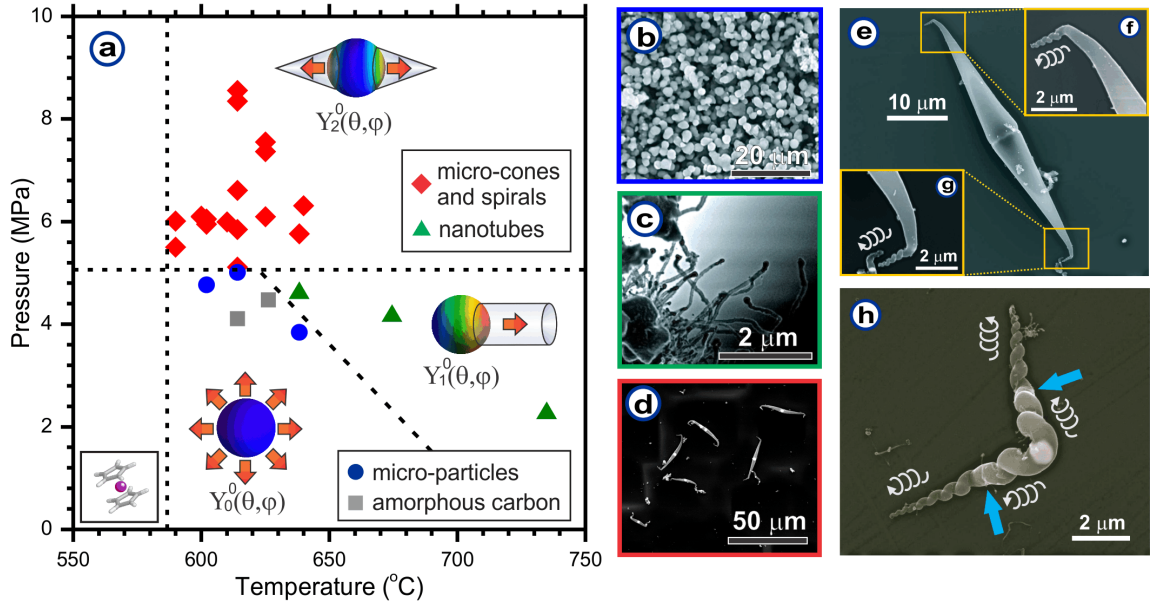 a
10
8
6
4
2
0
Pressure (MPa)
550
600
650
700
750
Temperature (°C)
Y₂⁰(θ,φ)
micro-cones
and spirals
nanotubes
Y₁⁰(θ,φ)
Y₀⁰(θ,φ)
micro-particles
amorphous carbon
b
20 μm
c
2 μm
d
50 μm
e
10 μm
f
2 μm
g
2 μm
h
2 μm